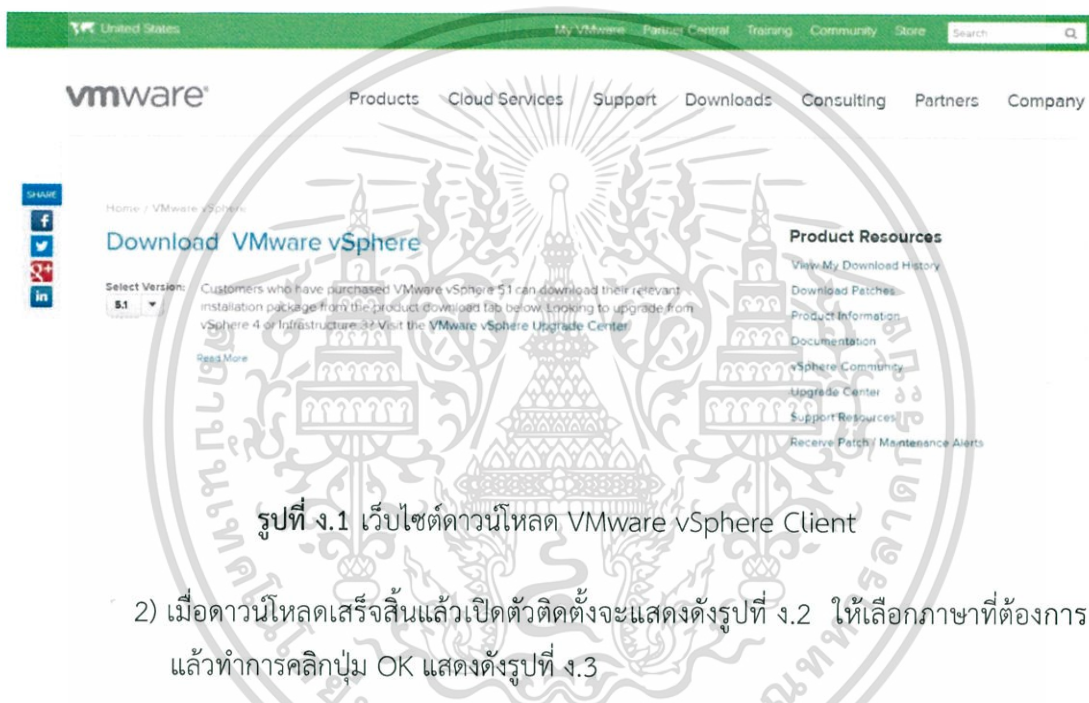 United States My VMware Partner Central Training Community Store Search
vmware® Products Cloud Services Support Downloads Consulting Partners Company
SHARE
Home / VMware vSphere
Download VMware vSphere
Select Version:
5.1
Customers who have purchased VMware vSphere 5.1 can download their relevant
installation package from the product download tab below. Looking to upgrade from
vSphere 4 or Infrastructure 3? Visit the VMware vSphere Upgrade Center
Read More
Product Resources
View My Download History
Download Patches
Product Information
Documentation
vSphere Community
Upgrade Center
Support Resources
Receive Patch / Maintenance Alerts
รูปที่ ง.1 เว็บไซต์ดาวน์โหลด VMware vSphere Client
2) เมื่อดาวน์โหลดเสร็จสิ้นแล้วเปิดตัวติดตั้งจะแสดงดังรูปที่ ง.2 ให้เลือกภาษาที่ต้องการ
แล้วทำการคลิกปุ่ม OK แสดงดังรูปที่ ง.3